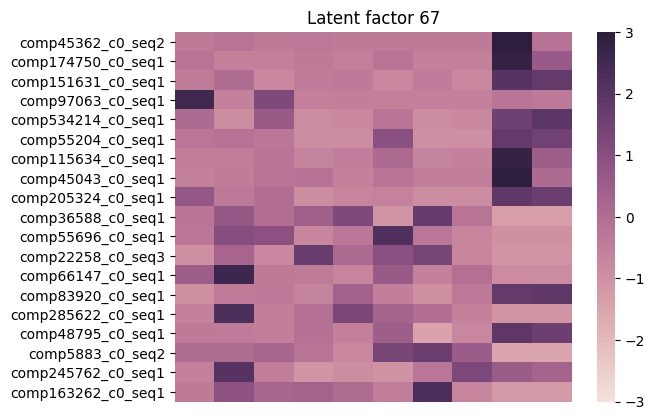 Latent factor 67
comp45362_c0_seq2
comp174750_c0_seq1
comp151631_c0_seq1
comp97063_c0_seq1
comp534214_c0_seq1
comp55204_c0_seq1
comp115634_c0_seq1
comp45043_c0_seq1
comp205324_c0_seq1
comp36588_c0_seq1
comp55696_c0_seq1
comp22258_c0_seq3
comp66147_c0_seq1
comp83920_c0_seq1
comp285622_c0_seq1
comp48795_c0_seq1
comp5883_c0_seq2
comp245762_c0_seq1
comp163262_c0_seq1
3
2
1
0
−1
−2
−3